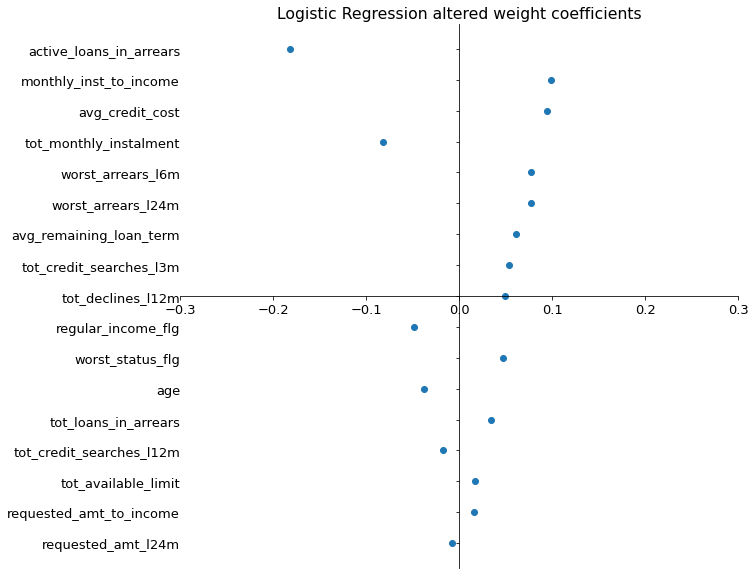 Logistic Regression altered weight coefficients
active_loans_in_arrears
monthly_inst_to_income
avg_credit_cost
tot_monthly_instalment
worst_arrears_l6m
worst_arrears_l24m
avg_remaining_loan_term
tot_credit_searches_l3m
tot_declines_l12m
−0.3 −0.2 −0.1 0.0 0.1 0.2 0.3
regular_income_flg
worst_status_flg
age
tot_loans_in_arrears
tot_credit_searches_l12m
tot_available_limit
requested_amt_to_income
requested_amt_l24m